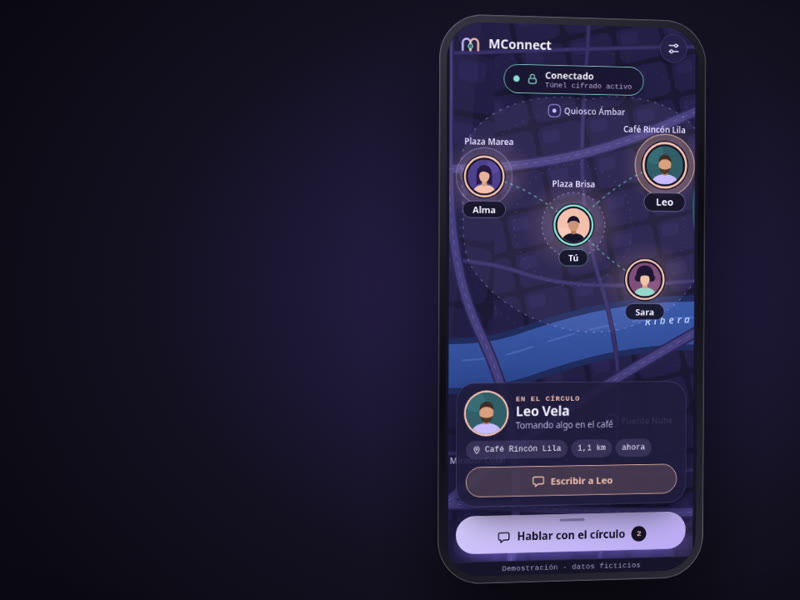 MConnect
Conectado
Túnel cifrado activo
Quiosco Ámbar
Café Rincón Lila
Plaza Marea
Plaza Brisa
Alma
Leo
Tú
Sara
Ribera
EN EL CÍRCULO
Leo Vela
Tomando algo en el café
Puente Nube
Café Rincón Lila
1,1 km
ahora
Escribir a Leo
Hablar con el círculo
2
Demostración · datos ficticios